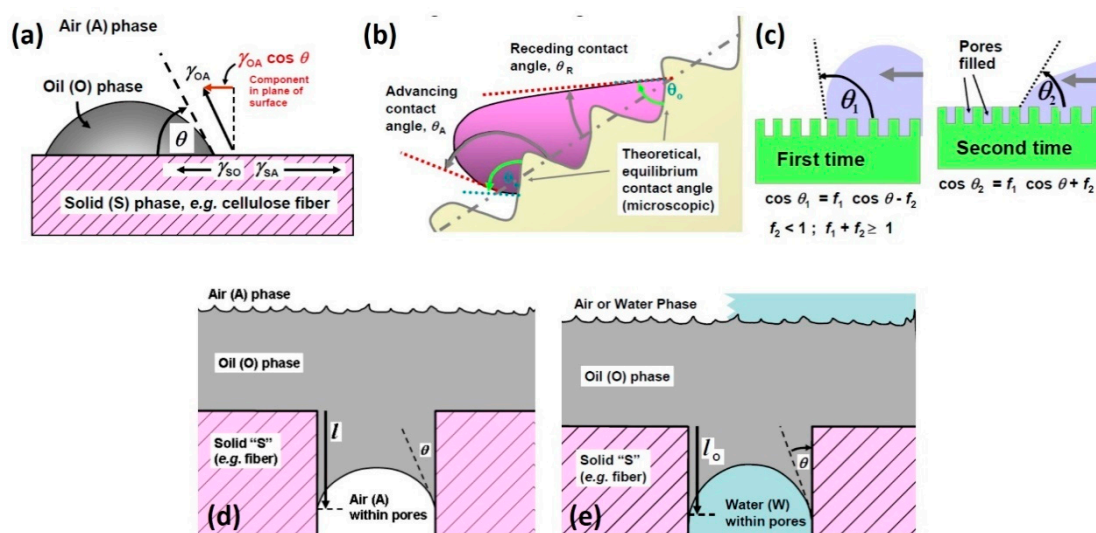 (a)
Air (A) phase
γOA
γOA cos θ
Component
in plane of
surface
Oil (O) phase
θ
γSO γSA
Solid (S) phase, e.g. cellulose fiber
(b)
Receding contact
angle, θR
Advancing
contact
angle, θA
θo
Theoretical,
equilibrium
contact angle
(microscopic)
(c)
θ1
First time
cos θ1 = f1 cos θ - f2
f2 < 1 ; f1 + f2 ≥ 1
Pores
filled
θ2
Second time
cos θ2 = f1 cos θ + f2
Air (A) phase
Oil (O) phase
l
Solid "S"
(e.g. fiber)
θ
Air (A)
within pores
(d)
Air or Water Phase
Oil (O) phase
lO
Solid "S"
(e.g. fiber)
θ
Water (W)
within pores
(e)